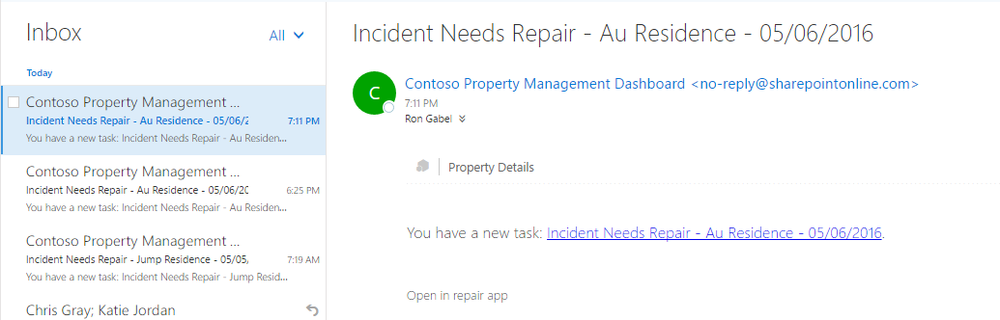 Inbox
All
Today
Contoso Property Management ...
Incident Needs Repair - Au Residence - 05/06/2
7:11 PM
You have a new task: Incident Needs Repair - Au Residen...
Contoso Property Management ...
Incident Needs Repair - Au Residence - 05/06/20
6:25 PM
You have a new task: Incident Needs Repair - Au Residen...
Contoso Property Management ...
Incident Needs Repair - Jump Residence - 05/05,
7:19 AM
You have a new task: Incident Needs Repair - Jump Resid...
Chris Gray; Katie Jordan
Incident Needs Repair - Au Residence - 05/06/2016
C
Contoso Property Management Dashboard <no-reply@sharepointonline.com>
7:11 PM
Ron Gabel
Property Details
You have a new task: Incident Needs Repair - Au Residence - 05/06/2016.
Open in repair app